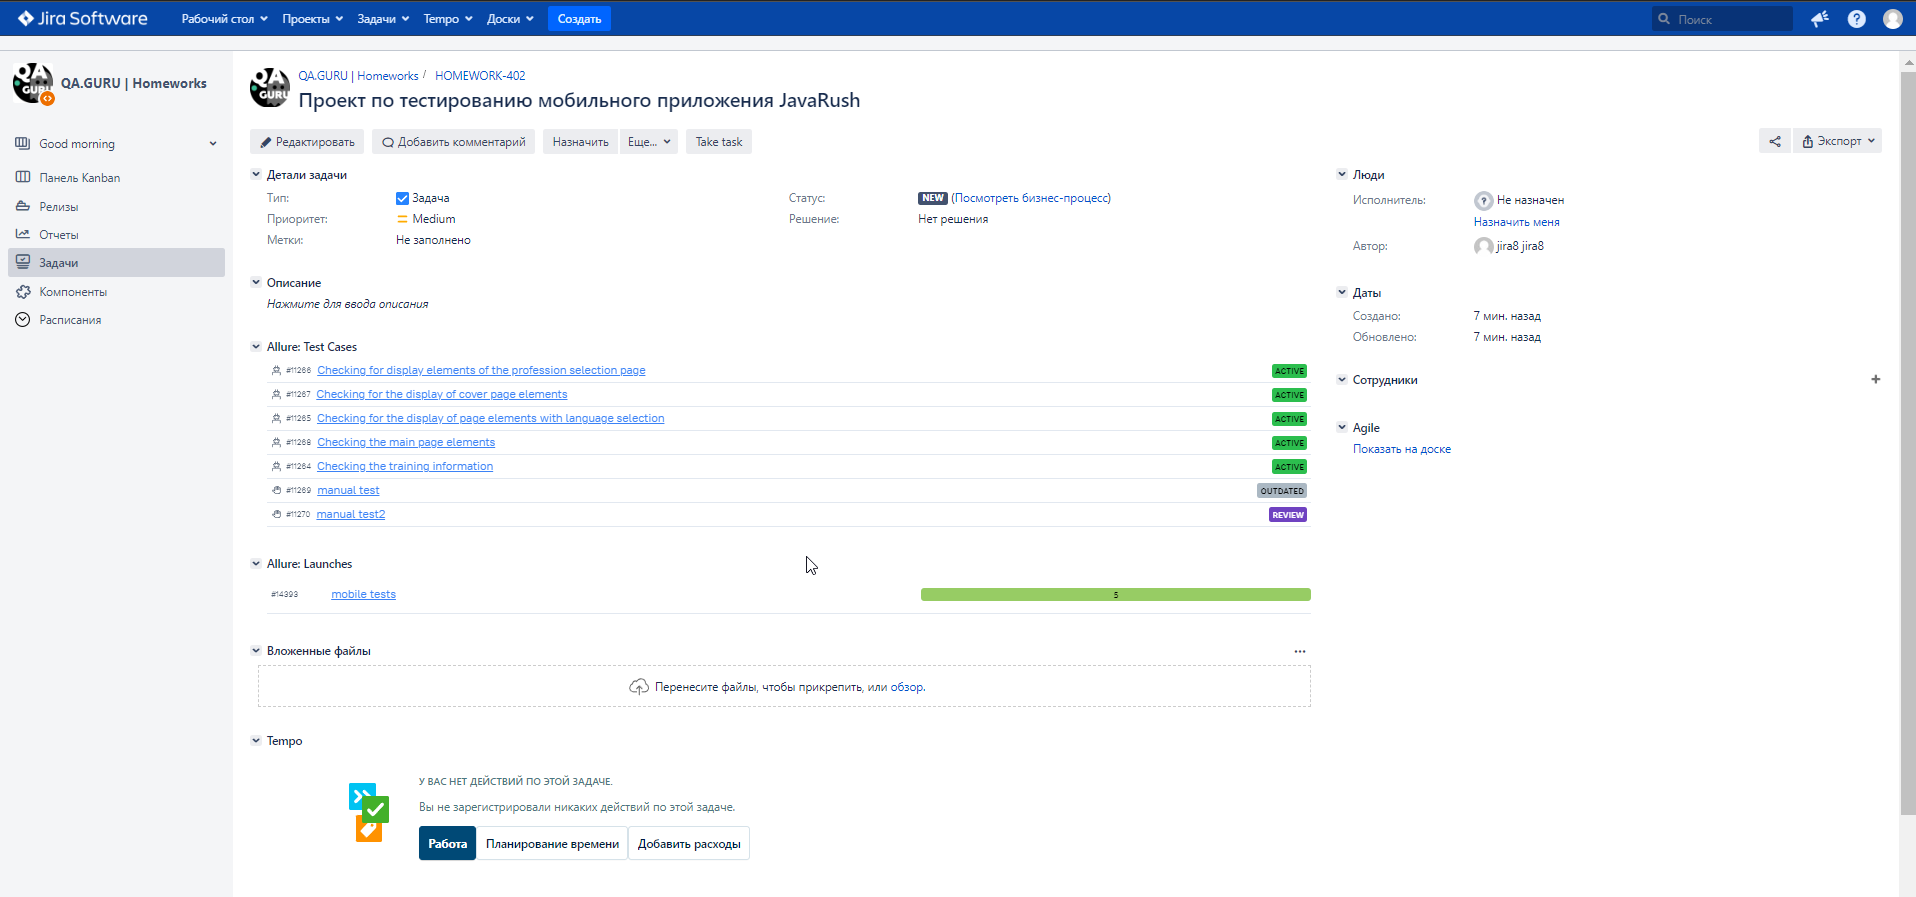 Jira Software Рабочий стол Проекты Задачи Tempo Доски Создать Поиск
QA GURU QA.GURU | Homeworks
Good morning
Панель Kanban
Релизы
Отчеты
Задачи
Компоненты
Расписания
QA GURU QA.GURU | Homeworks / HOMEWORK-402
Проект по тестированию мобильного приложения JavaRush
Редактировать Добавить комментарий Назначить Еще... Take task Экспорт
Детали задачи
Тип: Задача Статус: NEW (Посмотреть бизнес-процесс)
Приоритет: Medium Решение: Нет решения
Метки: Не заполнено
Описание
Нажмите для ввода описания
Allure: Test Cases
#11266 Checking for display elements of the profession selection page ACTIVE
#11267 Checking for the display of cover page elements ACTIVE
#11265 Checking for the display of page elements with language selection ACTIVE
#11268 Checking the main page elements ACTIVE
#11264 Checking the training information ACTIVE
#11269 manual test OUTDATED
#11270 manual test2 REVIEW
Allure: Launches
#14393 mobile tests 5
Вложенные файлы
Перенесите файлы, чтобы прикрепить, или обзор.
Tempo
У ВАС НЕТ ДЕЙСТВИЙ ПО ЭТОЙ ЗАДАЧЕ.
Вы не зарегистрировали никаких действий по этой задаче.
Работа Планирование времени Добавить расходы
Люди
Исполнитель: Не назначен
Назначить меня
Автор: jira8 jira8
Даты
Создано: 7 мин. назад
Обновлено: 7 мин. назад
Сотрудники
Agile
Показать на доске